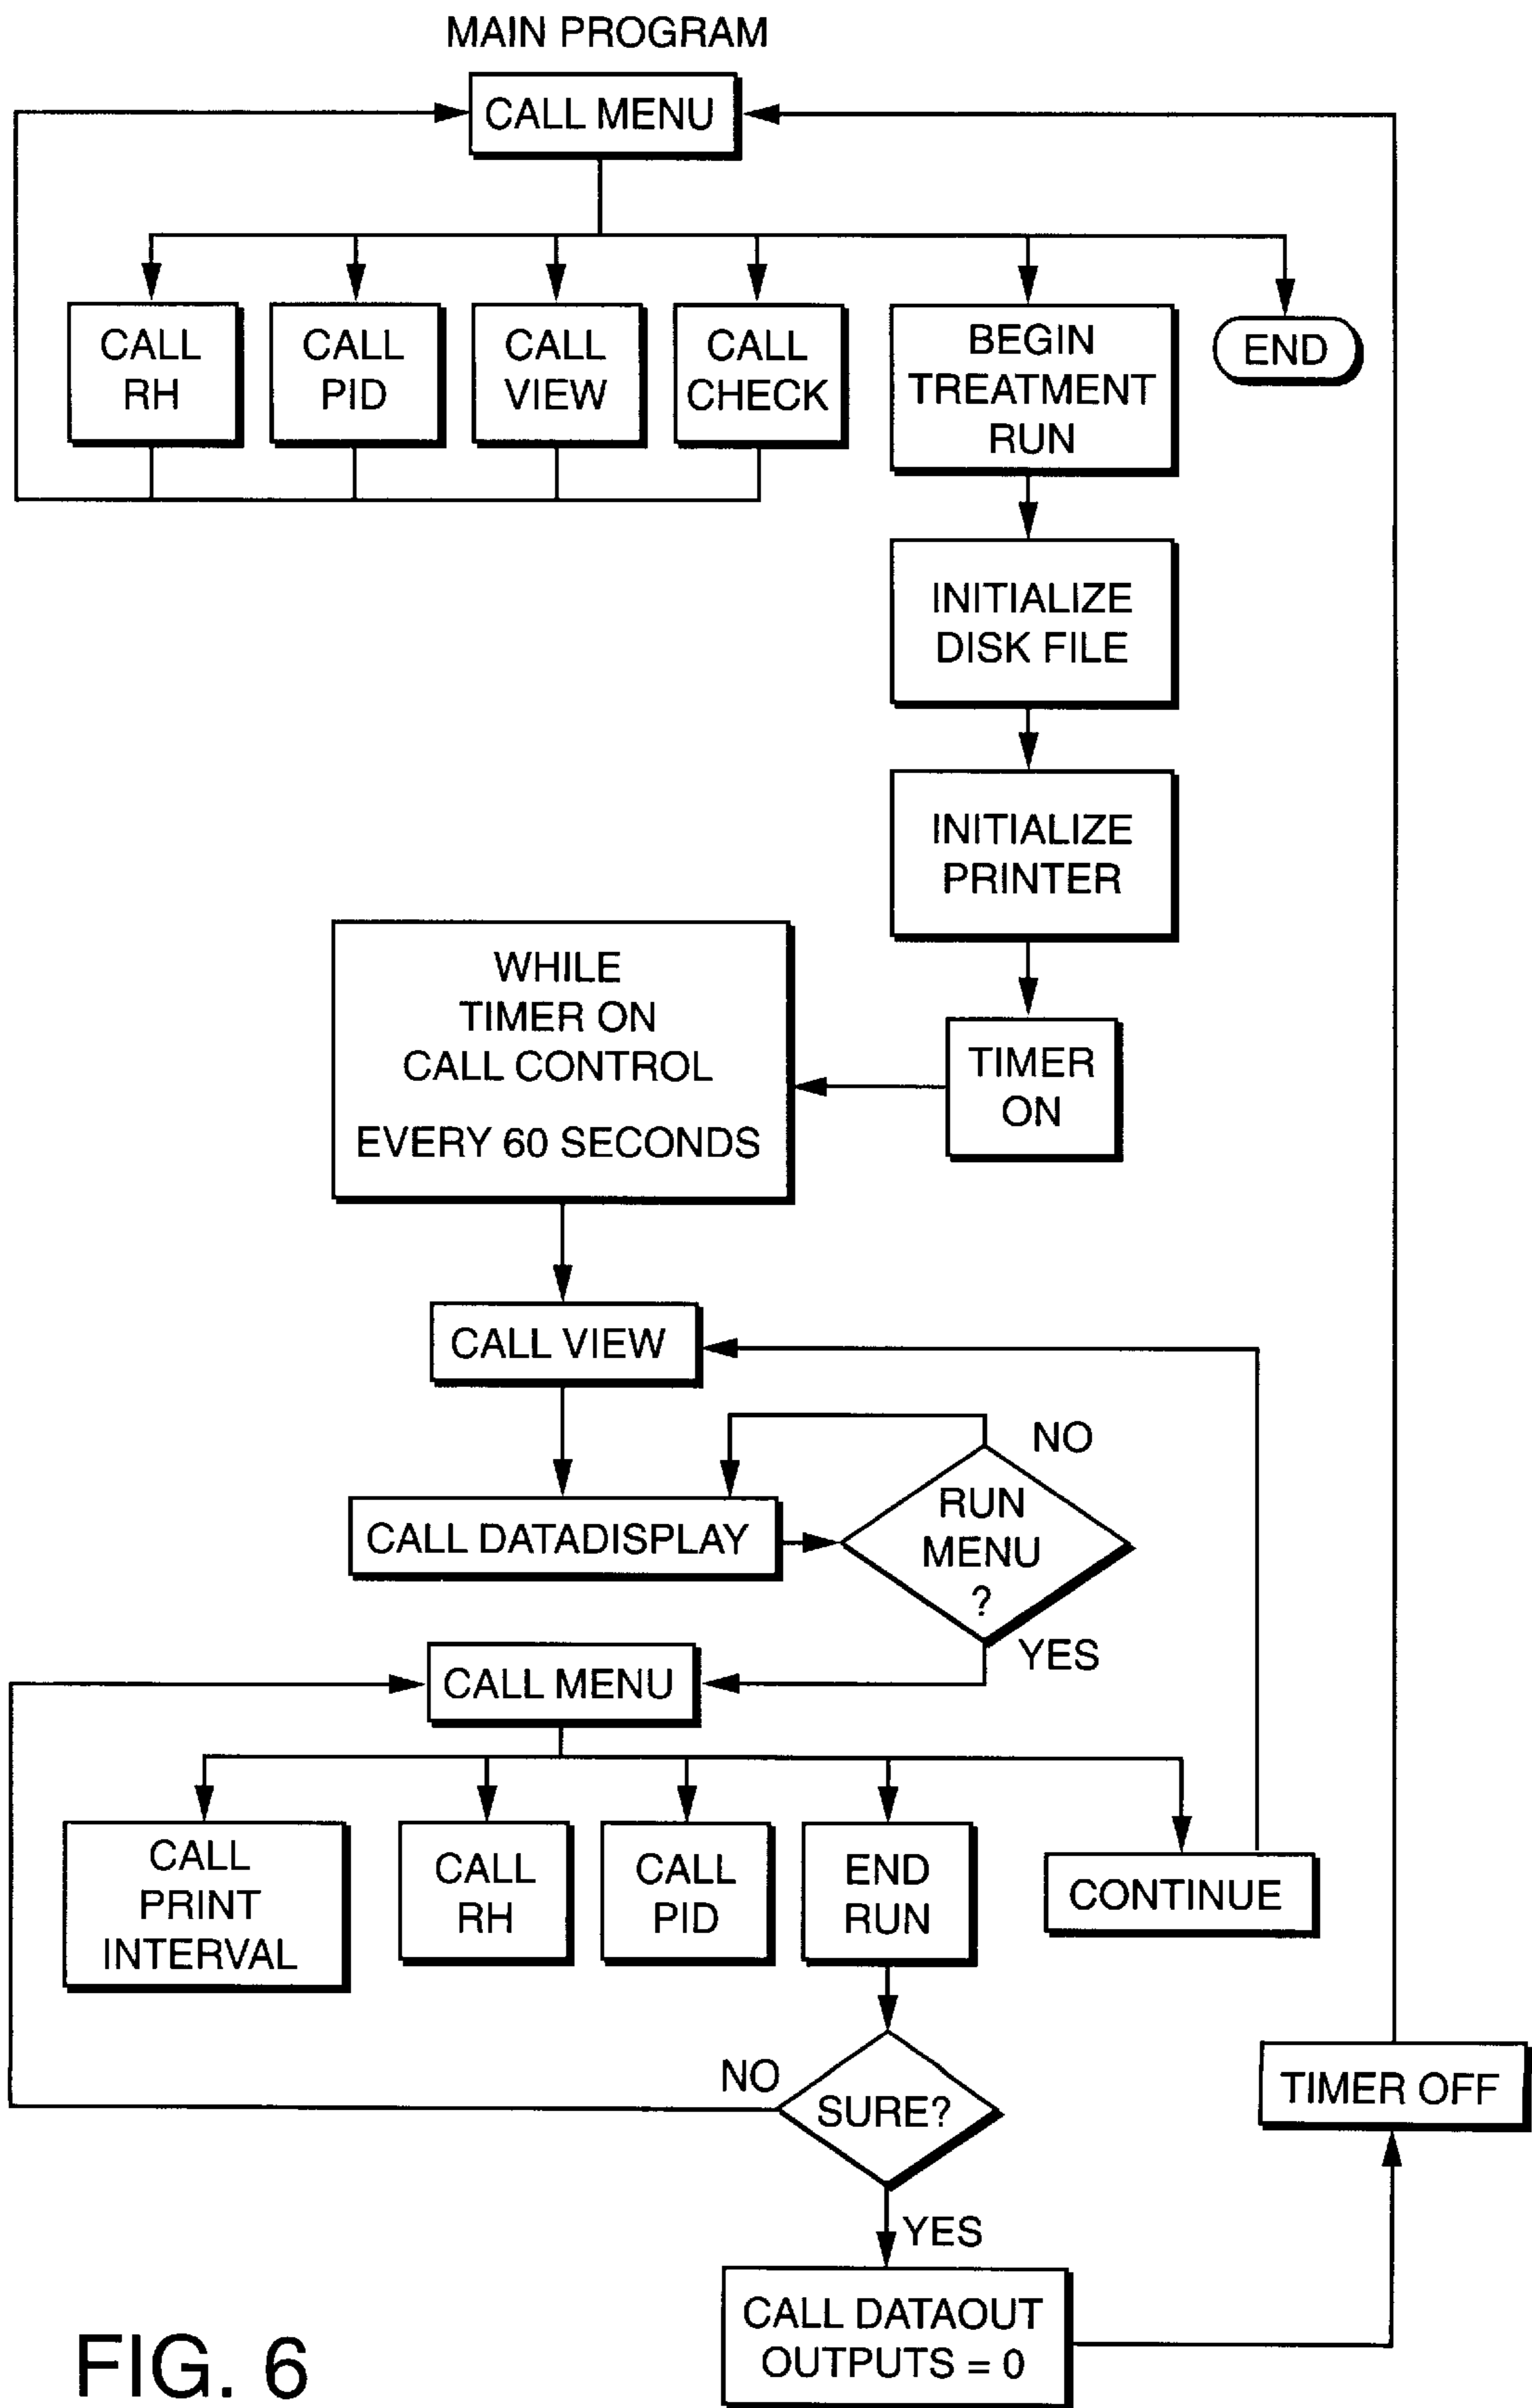 MAIN PROGRAM
CALL MENU
CALL
RH
CALL
PID
CALL
VIEW
CALL
CHECK
BEGIN
TREATMENT
RUN
END
INITIALIZE
DISK FILE
INITIALIZE
PRINTER
TIMER
ON
WHILE
TIMER ON
CALL CONTROL
EVERY 60 SECONDS
CALL VIEW
CALL DATADISPLAY
RUN
MENU
?
NO
YES
CALL MENU
CALL
PRINT
INTERVAL
CALL
RH
CALL
PID
END
RUN
CONTINUE
SURE?
NO
YES
CALL DATAOUT
OUTPUTS = 0
TIMER OFF
FIG. 6